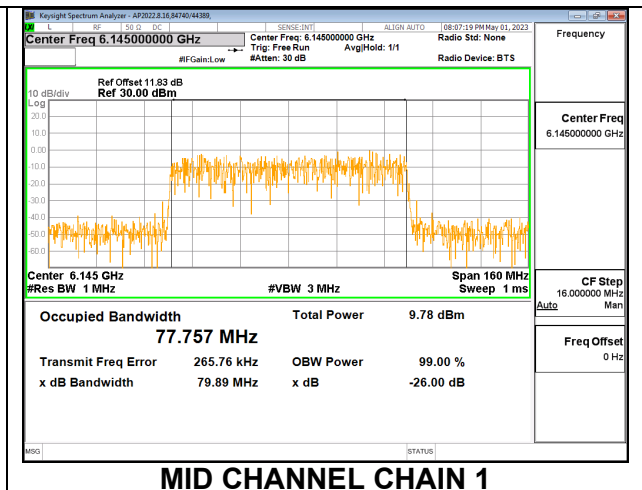 Keysight Spectrum Analyzer - AP2022.8.16,84740/44389,
L RF 50 Ω DC SENSE:INT ALIGN AUTO 08:07:19 PM May 01, 2023
Center Freq 6.145000000 GHz Center Freq: 6.145000000 GHz Radio Std: None Frequency
Trig: Free Run Avg|Hold: 1/1
#IFGain:Low #Atten: 30 dB Radio Device: BTS
Ref Offset 11.83 dB
10 dB/div Ref 30.00 dBm
Log
20.0
10.0
0.00
-10.0
-20.0
-30.0
-40.0
-50.0
-60.0
Center Freq
6.145000000 GHz
Center 6.145 GHz Span 160 MHz
#Res BW 1 MHz #VBW 3 MHz Sweep 1 ms
CF Step
16.000000 MHz
Auto Man
Freq Offset
0 Hz
Occupied Bandwidth Total Power 9.78 dBm
77.757 MHz
Transmit Freq Error 265.76 kHz OBW Power 99.00 %
x dB Bandwidth 79.89 MHz x dB -26.00 dB
MSG STATUS
MID CHANNEL CHAIN 1